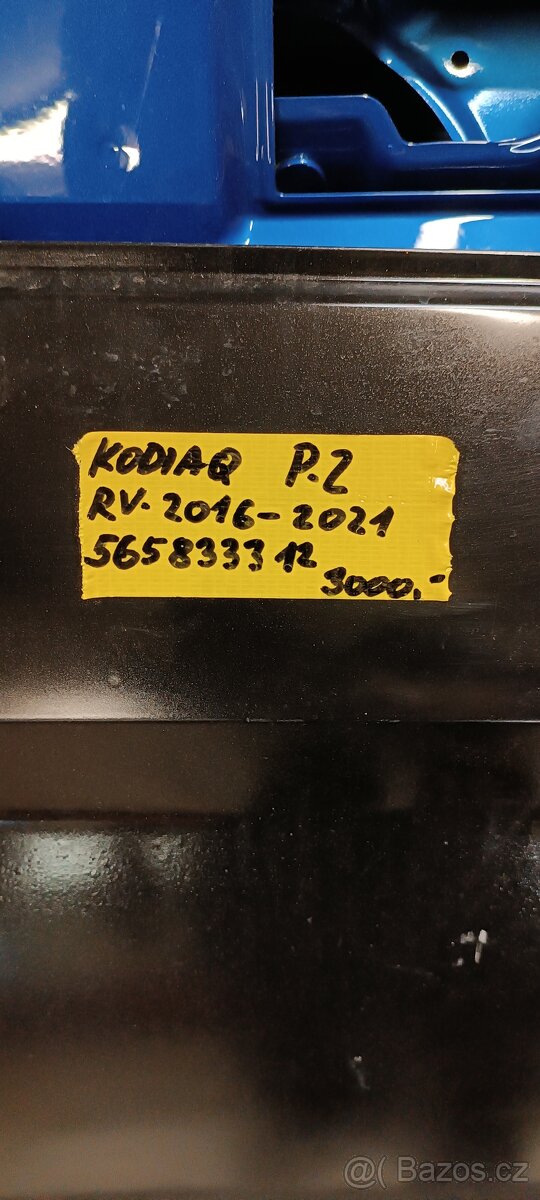 KODIAQ P.Z
RV. 2016-2021
565833312
3000,-
@( Bazos.cz